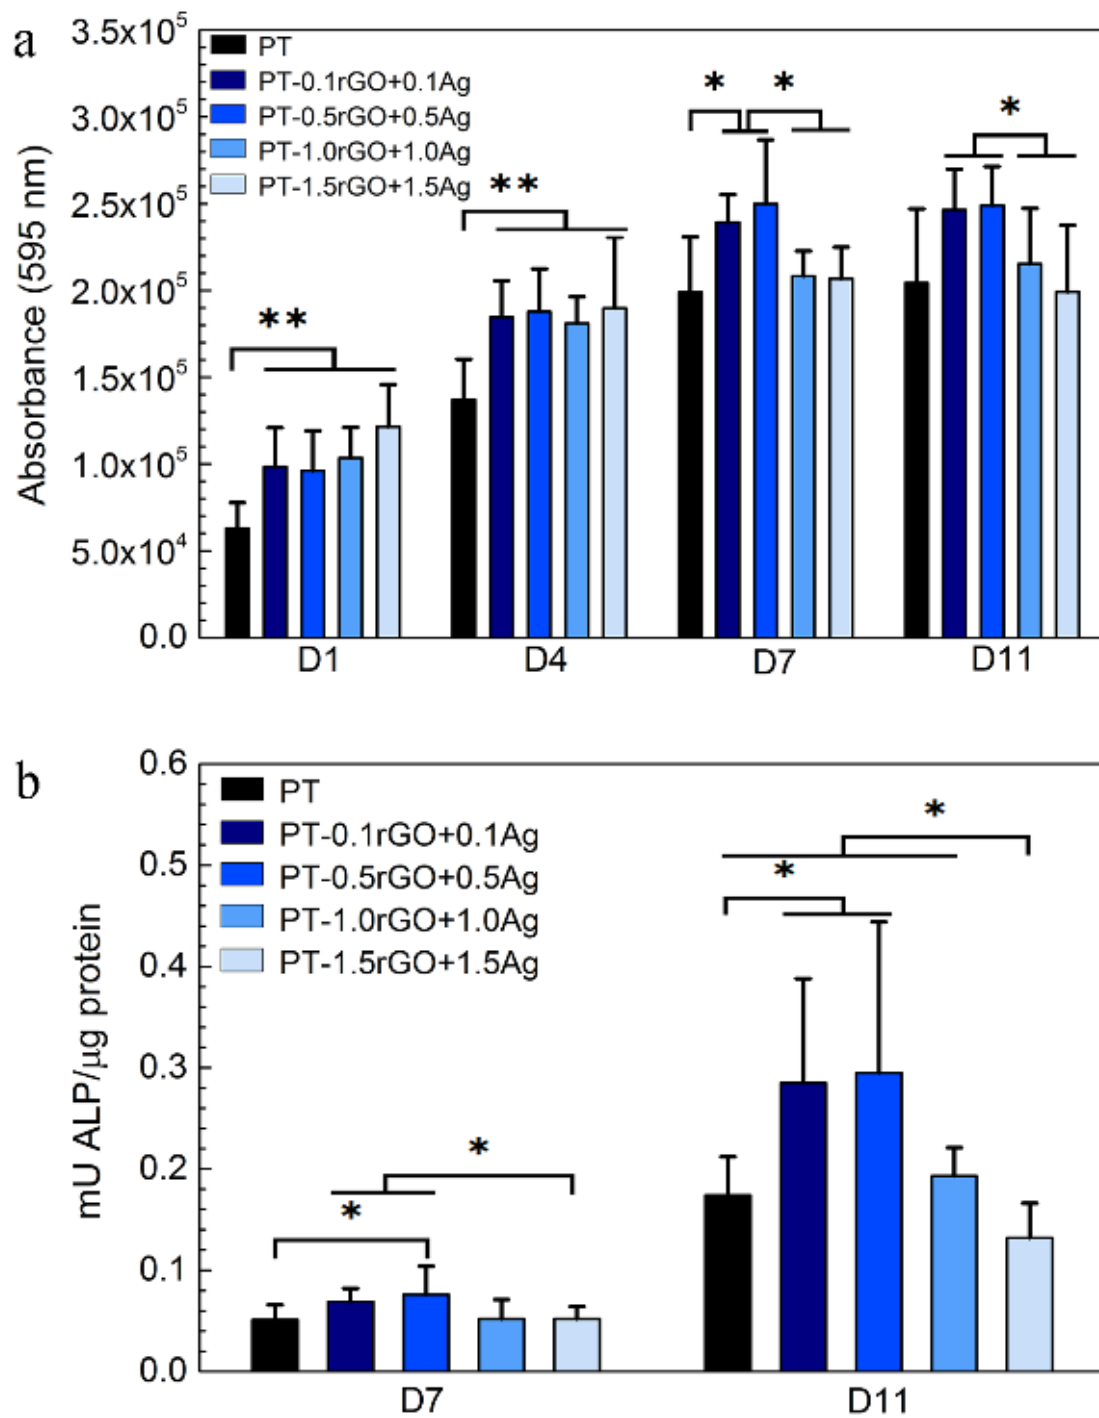 a
Absorbance (595 nm)
3.5x10⁵
3.0x10⁵
2.5x10⁵
2.0x10⁵
1.5x10⁵
1.0x10⁵
5.0x10⁴
0.0
PT
PT-0.1rGO+0.1Ag
PT-0.5rGO+0.5Ag
PT-1.0rGO+1.0Ag
PT-1.5rGO+1.5Ag
**
**
* *
*
D1 D4 D7 D11
b
mU ALP/μg protein
0.6
0.5
0.4
0.3
0.2
0.1
0.0
PT
PT-0.1rGO+0.1Ag
PT-0.5rGO+0.5Ag
PT-1.0rGO+1.0Ag
PT-1.5rGO+1.5Ag
*
*
*
*
D7 D11